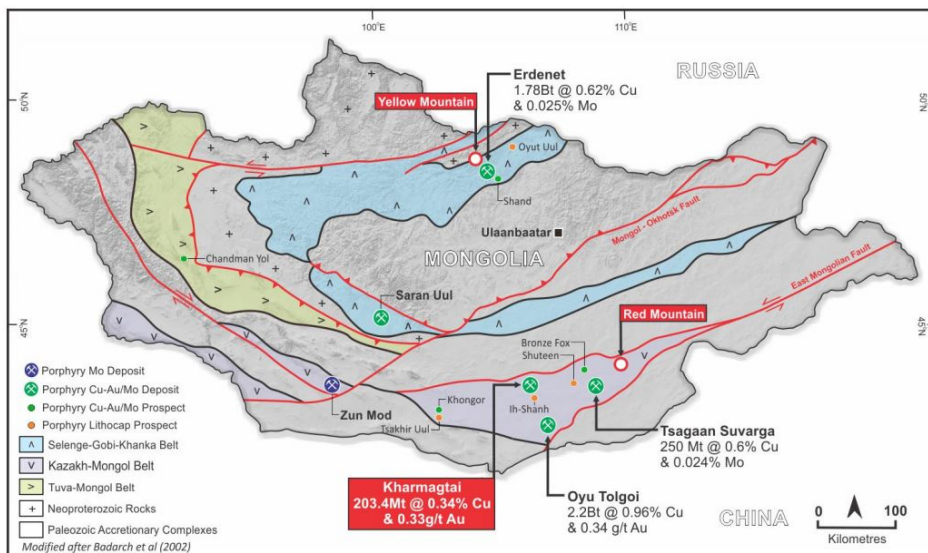 100°E
110°E
RUSSIA
Erdenet
1.78Bt @ 0.62% Cu
& 0.025% Mo
50°N
50°N
Yellow Mountain
Oyut Uul
Shand
Ulaanbaatar
MONGOLIA
Mongol - Okhotsk Fault
Chandman Yol
East Mongolian Fault
Saran Uul
45°N
45°N
Red Mountain
Bronze Fox
Shuteen
Porphyry Mo Deposit
Porphyry Cu-Au/Mo Deposit
Porphyry Cu-Au/Mo Prospect
Porphyry Lithocap Prospect
Selenge-Gobi-Khanka Belt
Kazakh-Mongol Belt
Tuva-Mongol Belt
Neoproterozoic Rocks
Paleozoic Accretionary Complexes
Modified after Badarch et al (2002)
Zun Mod
Khongor
Tsakhir Uul
Ih-Shanh
Tsagaan Suvarga
250 Mt @ 0.6% Cu
& 0.024% Mo
Kharmagtai
203.4Mt @ 0.34% Cu
& 0.33g/t Au
Oyu Tolgoi
2.2Bt @ 0.96% Cu
& 0.34 g/t Au
CHINA
0 100
Kilometres